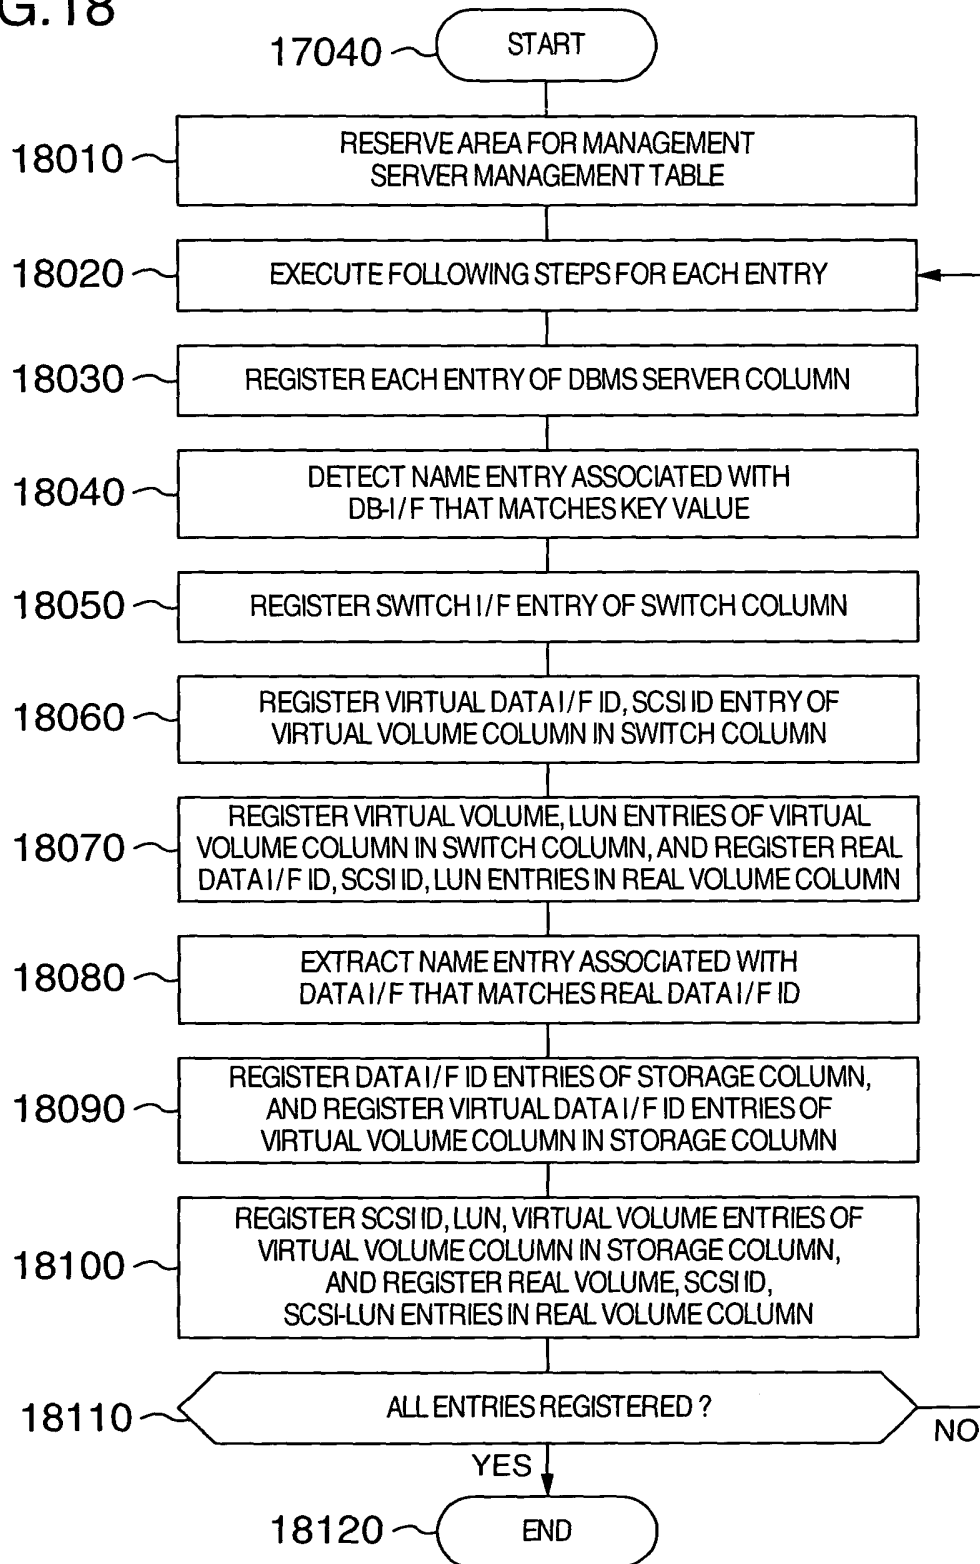 G.18
17040
START
18010
RESERVE AREA FOR MANAGEMENT
SERVER MANAGEMENT TABLE
18020
EXECUTE FOLLOWING STEPS FOR EACH ENTRY
18030
REGISTER EACH ENTRY OF DBMS SERVER COLUMN
18040
DETECT NAME ENTRY ASSOCIATED WITH
DB-I/F THAT MATCHES KEY VALUE
18050
REGISTER SWITCH I/F ENTRY OF SWITCH COLUMN
18060
REGISTER VIRTUAL DATA I/F ID, SCSI ID ENTRY OF
VIRTUAL VOLUME COLUMN IN SWITCH COLUMN
18070
REGISTER VIRTUAL VOLUME, LUN ENTRIES OF VIRTUAL
VOLUME COLUMN IN SWITCH COLUMN, AND REGISTER REAL
DATA I/F ID, SCSI ID, LUN ENTRIES IN REAL VOLUME COLUMN
18080
EXTRACT NAME ENTRY ASSOCIATED WITH
DATA I/F THAT MATCHES REAL DATA I/F ID
18090
REGISTER DATA I/F ID ENTRIES OF STORAGE COLUMN,
AND REGISTER VIRTUAL DATA I/F ID ENTRIES OF
VIRTUAL VOLUME COLUMN IN STORAGE COLUMN
18100
REGISTER SCSI ID, LUN, VIRTUAL VOLUME ENTRIES OF
VIRTUAL VOLUME COLUMN IN STORAGE COLUMN,
AND REGISTER REAL VOLUME, SCSI ID,
SCSI-LUN ENTRIES IN REAL VOLUME COLUMN
18110
ALL ENTRIES REGISTERED ?
NO
YES
18120
END